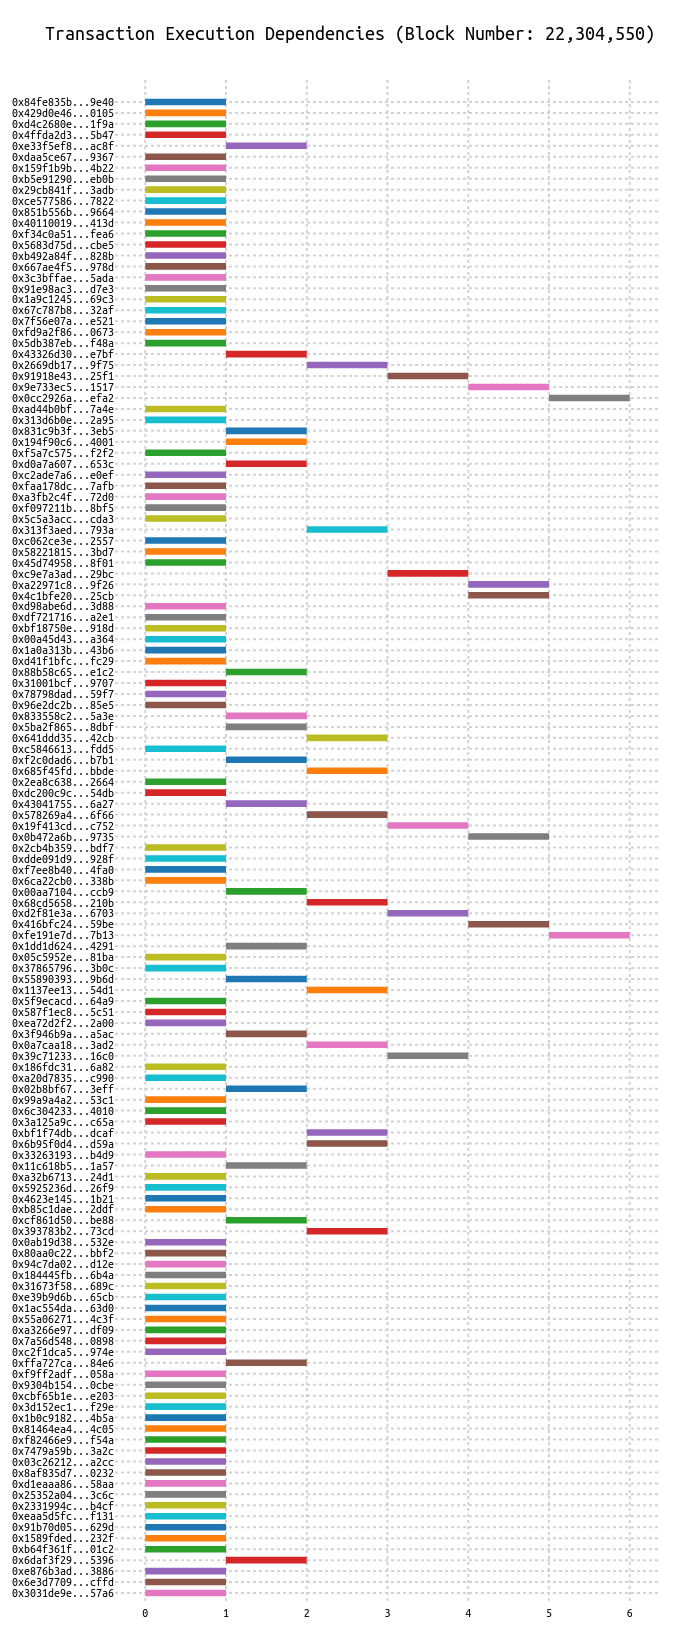 Transaction Execution Dependencies (Block Number: 22,304,550)
0x84fe835b...9e40
0x429d0e46...0105
0xd4c2680e...1f9a
0x4ffda2d3...5b47
0xe33f5ef8...ac8f
0xdaa5ce67...9367
0x159f1b9b...4b22
0xb5e91290...eb0b
0x29cb841f...3adb
0xce577586...7822
0x851b556b...9664
0x40110019...413d
0xf34c0a51...fea6
0x5683d75d...cbe5
0xb492a84f...828b
0x667ae4f5...978d
0x3c3bffae...5ada
0x91e98ac3...d7e3
0x1a9c1245...69c3
0x67c787b8...32af
0x7f56e07a...e521
0xfd9a2f86...0673
0x5db387eb...f48a
0x43326d30...e7bf
0x2669db17...9f75
0x91918e43...25f1
0x9e733ec5...1517
0x0cc2926a...efa2
0xad44b0bf...7a4e
0x313d6b0e...2a95
0x831c9b3f...3eb5
0x194f90c6...4001
0xf5a7c575...f2f2
0xd0a7a607...653c
0xc2ade7a6...e0ef
0xfaa178dc...7afb
0xa3fb2c4f...72d0
0xf097211b...8bf5
0x5c5a3acc...cda3
0x313f3aed...793a
0xc062ce3e...2557
0x58221815...3bd7
0x45d74958...8f01
0xc9e7a3ad...29bc
0xa22971c8...9f26
0x4c1bfe20...25cb
0xd98abe6d...3d88
0xdf721716...a2e1
0xbf18750e...918d
0x00a45d43...a364
0x1a0a313b...43b6
0xd41f1bfc...fc29
0x88b58c65...e1c2
0x31001bcf...9707
0x78798dad...59f7
0x96e2dc2b...85e5
0x833558c2...5a3e
0x5ba2f865...8dbf
0x641ddd35...42cb
0xc5846613...fdd5
0xf2c0dad6...b7b1
0x685f45fd...bbde
0x2ea8c638...2664
0xdc200c9c...54db
0x43041755...6a27
0x578269a4...6f66
0x19f413cd...c752
0x0b472a6b...9735
0x2cb4b359...bdf7
0xdde091d9...928f
0xf7ee8b40...4fa0
0x6ca22cb0...338b
0x00aa7104...ccb9
0x68cd5658...210b
0xd2f81e3a...6703
0x416bfc24...59be
0xfe191e7d...7b13
0x1dd1d624...4291
0x05c5952e...81ba
0x37865796...3b0c
0x55890393...9b6d
0x1137ee13...54d1
0x5f9ecacd...64a9
0x587f1ec8...5c51
0xea72d2f2...2a00
0x3f946b9a...a5ac
0x0a7caa18...3ad2
0x39c71233...16c0
0x186fdc31...6a82
0xa20d7835...c990
0x02b8bf67...3eff
0x99a9a4a2...53c1
0x6c304233...4010
0x3a125a9c...c65a
0xbf1f74db...dcaf
0x6b95f0d4...d59a
0x33263193...b4d9
0x11c618b5...1a57
0xa32b6713...24d1
0x5925236d...26f9
0x4623e145...1b21
0xb85c1dae...2ddf
0xcf861d50...be88
0x393783b2...73cd
0x0ab19d38...532e
0x80aa0c22...bbf2
0x94c7da02...d12e
0x184445fb...6b4a
0x31673f58...689c
0xe39b9d6b...65cb
0x1ac554da...63d0
0x55a06271...4c3f
0xa3266e97...df09
0x7a56d548...0898
0xc2f1dca5...974e
0xffa727ca...84e6
0xf9ff2adf...058a
0x9304b154...0cbe
0xcbf65b1e...e203
0x3d152ec1...f29e
0x1b0c9182...4b5a
0x81464ea4...4c05
0xf82466e9...f54a
0x7479a59b...3a2c
0x03c26212...a2cc
0x8af835d7...0232
0xd1eaaa86...58aa
0x25352a04...3c6c
0x2331994c...b4cf
0xeaa5d5fc...f131
0x91b70d05...629d
0x1589fded...232f
0xb64f361f...01c2
0x6daf3f29...5396
0xe876b3ad...3886
0x6e3d7709...cffd
0x3031de9e...57a6
0 1 2 3 4 5 6